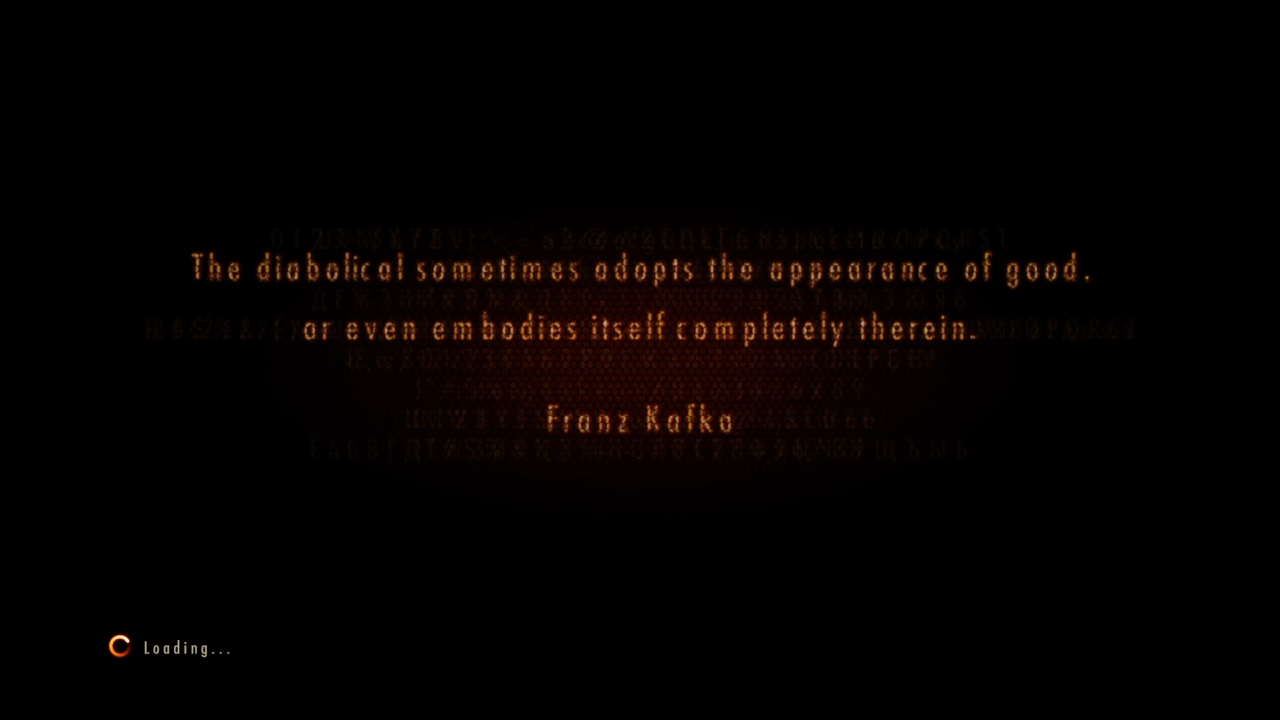 The diabolical sometimes adopts the appearance of good.
or even embodies itself completely therein.
Franz Kafka
Loading...